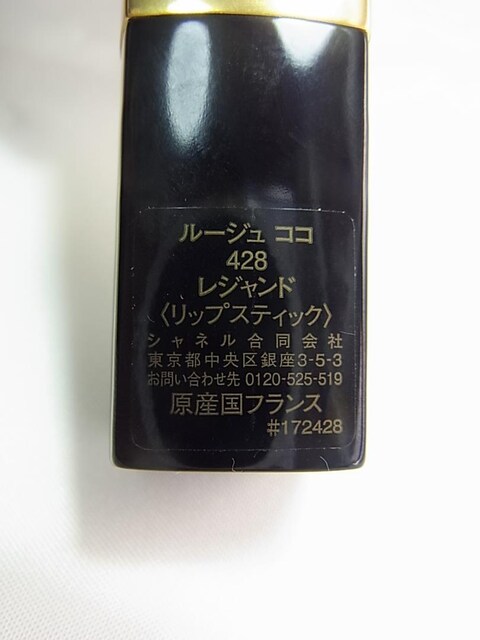 ルージュ ココ
428
レジャンド
〈リップスティック〉
シャネル合同会社
東京都中央区銀座3-5-3
お問い合わせ先 0120-525-519
原産国フランス
#172428